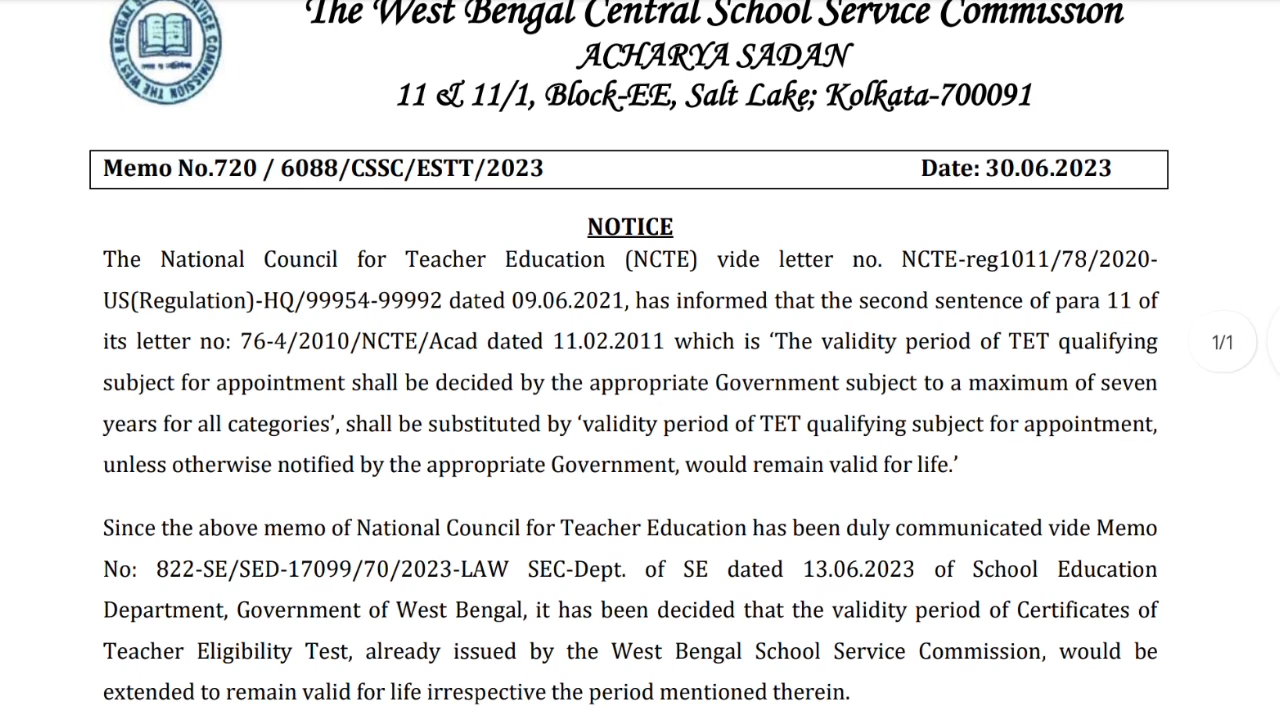 The West Bengal Central School Service Commission
ACHARYA SADAN
11 & 11/1, Block-EE, Salt Lake; Kolkata-700091
Memo No.720 / 6088/CSSC/ESTT/2023 Date: 30.06.2023
NOTICE
The National Council for Teacher Education (NCTE) vide letter no. NCTE-reg1011/78/2020-
US(Regulation)-HQ/99954-99992 dated 09.06.2021, has informed that the second sentence of para 11 of
its letter no: 76-4/2010/NCTE/Acad dated 11.02.2011 which is ‘The validity period of TET qualifying
subject for appointment shall be decided by the appropriate Government subject to a maximum of seven
years for all categories’, shall be substituted by ‘validity period of TET qualifying subject for appointment,
unless otherwise notified by the appropriate Government, would remain valid for life.’
1/1
Since the above memo of National Council for Teacher Education has been duly communicated vide Memo
No: 822-SE/SED-17099/70/2023-LAW SEC-Dept. of SE dated 13.06.2023 of School Education
Department, Government of West Bengal, it has been decided that the validity period of Certificates of
Teacher Eligibility Test, already issued by the West Bengal School Service Commission, would be
extended to remain valid for life irrespective the period mentioned therein.